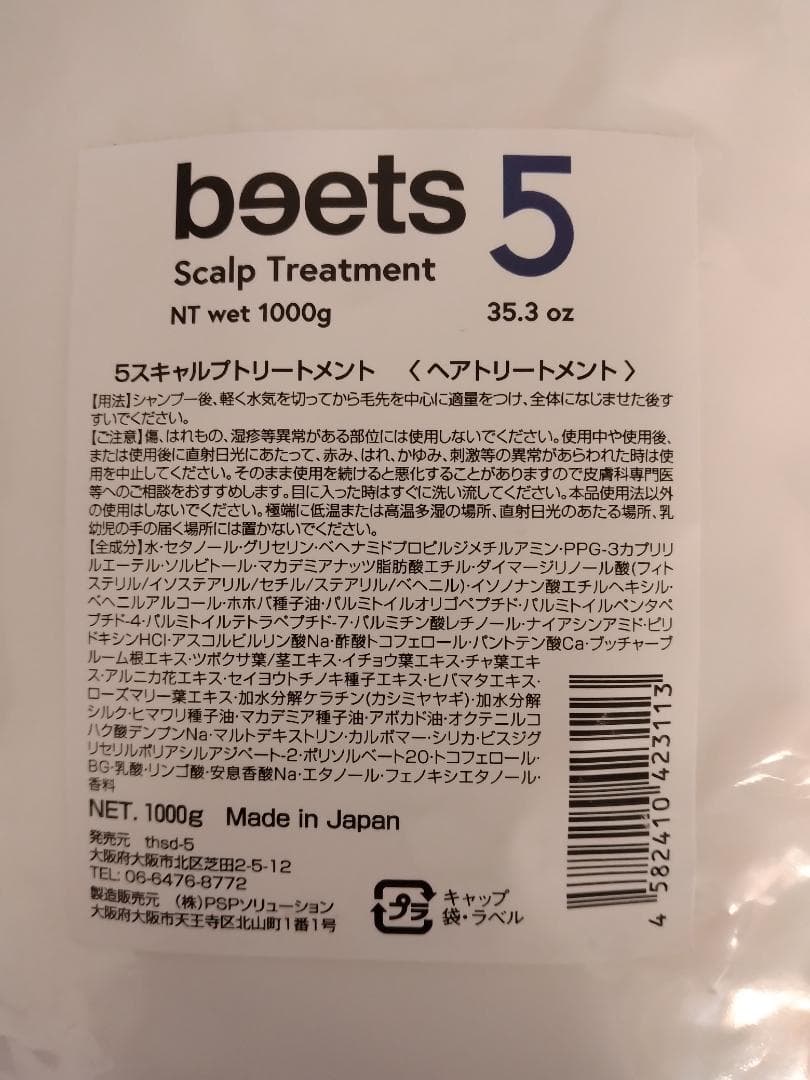 beets 5
Scalp Treatment
NT wet 1000g 35.3 oz
5スキャルプトリートメント 〈 ヘアトリートメント 〉
【用法】シャンプー後、軽く水気を切ってから毛先を中心に適量をつけ、全体になじませた後す
すいでください。
【ご注意】傷、はれもの、湿疹等異常がある部位には使用しないでください。使用中や使用後、
または使用後に直射日光にあたって、赤み、はれ、かゆみ、刺激等の異常があらわれた時は使
用を中止してください。そのまま使用を続けると悪化することがありますので皮膚科専門医
等へのご相談をおすすめします。目に入った時はすぐに洗い流してください。本品使用法以外
の使用はしないでください。極端に低温または高温多湿の場所、直射日光のあたる場所、乳
幼児の手の届く場所には置かないでください。
【全成分】水・セタノール・グリセリン・ベヘナミドプロピルジメチルアミン・PPG-3カプリリ
ルエーテル・ソルビトール・マカデミアナッツ脂肪酸エチル・ダイマージリノール酸(フィト
ステリル/イソステアリル/セチル/ステアリル/ベヘニル)・イソノナン酸エチルヘキシル・
ベヘニルアルコール・ホホバ種子油・パルミトイルオリゴペプチド・パルミトイルペンタペ
プチド-4・パルミトイルテトラペプチド-7・パルミチン酸レチノール・ナイアシンアミド・ピリ
ドキシンHCl・アスコルビルリン酸Na・酢酸トコフェロール・パントテン酸Ca・ブッチャーブ
ルーム根エキス・ツボクサ葉/茎エキス・イチョウ葉エキス・チャ葉エキ
ス・アルニカ花エキス・セイヨウトチノキ種子エキス・ヒバマタエキス・
ローズマリー葉エキス・加水分解ケラチン(カシミヤヤギ)・加水分解
シルク・ヒマワリ種子油・マカデミア種子油・アボカド油・オクテニルコ
ハク酸デンプンNa・マルトデキストリン・カルボマー・シリカ・ビスジグ
リセリルポリアシルアジペート-2・ポリソルベート20・トコフェロール・
BG・乳酸・リンゴ酸・安息香酸Na・エタノール・フェノキシエタノール・
香料
NET. 1000g Made in Japan
発売元 thsd-5
大阪府大阪市北区芝田2-5-12
TEL: 06-6476-8772
製造販売元 (株)PSPソリューション
大阪府大阪市天王寺区北山町1番1号
プラ
キャップ
袋・ラベル
4 582410 423113